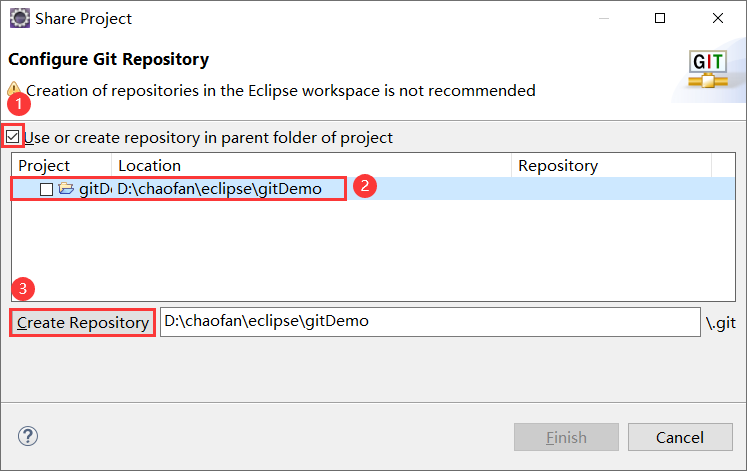 Share Project
Configure Git Repository
GIT
Creation of repositories in the Eclipse workspace is not recommended
1
Use or create repository in parent folder of project
Project Location Repository
gitD D:\chaofan\eclipse\gitDemo 2
3
Create Repository D:\chaofan\eclipse\gitDemo \.git
? Finish Cancel